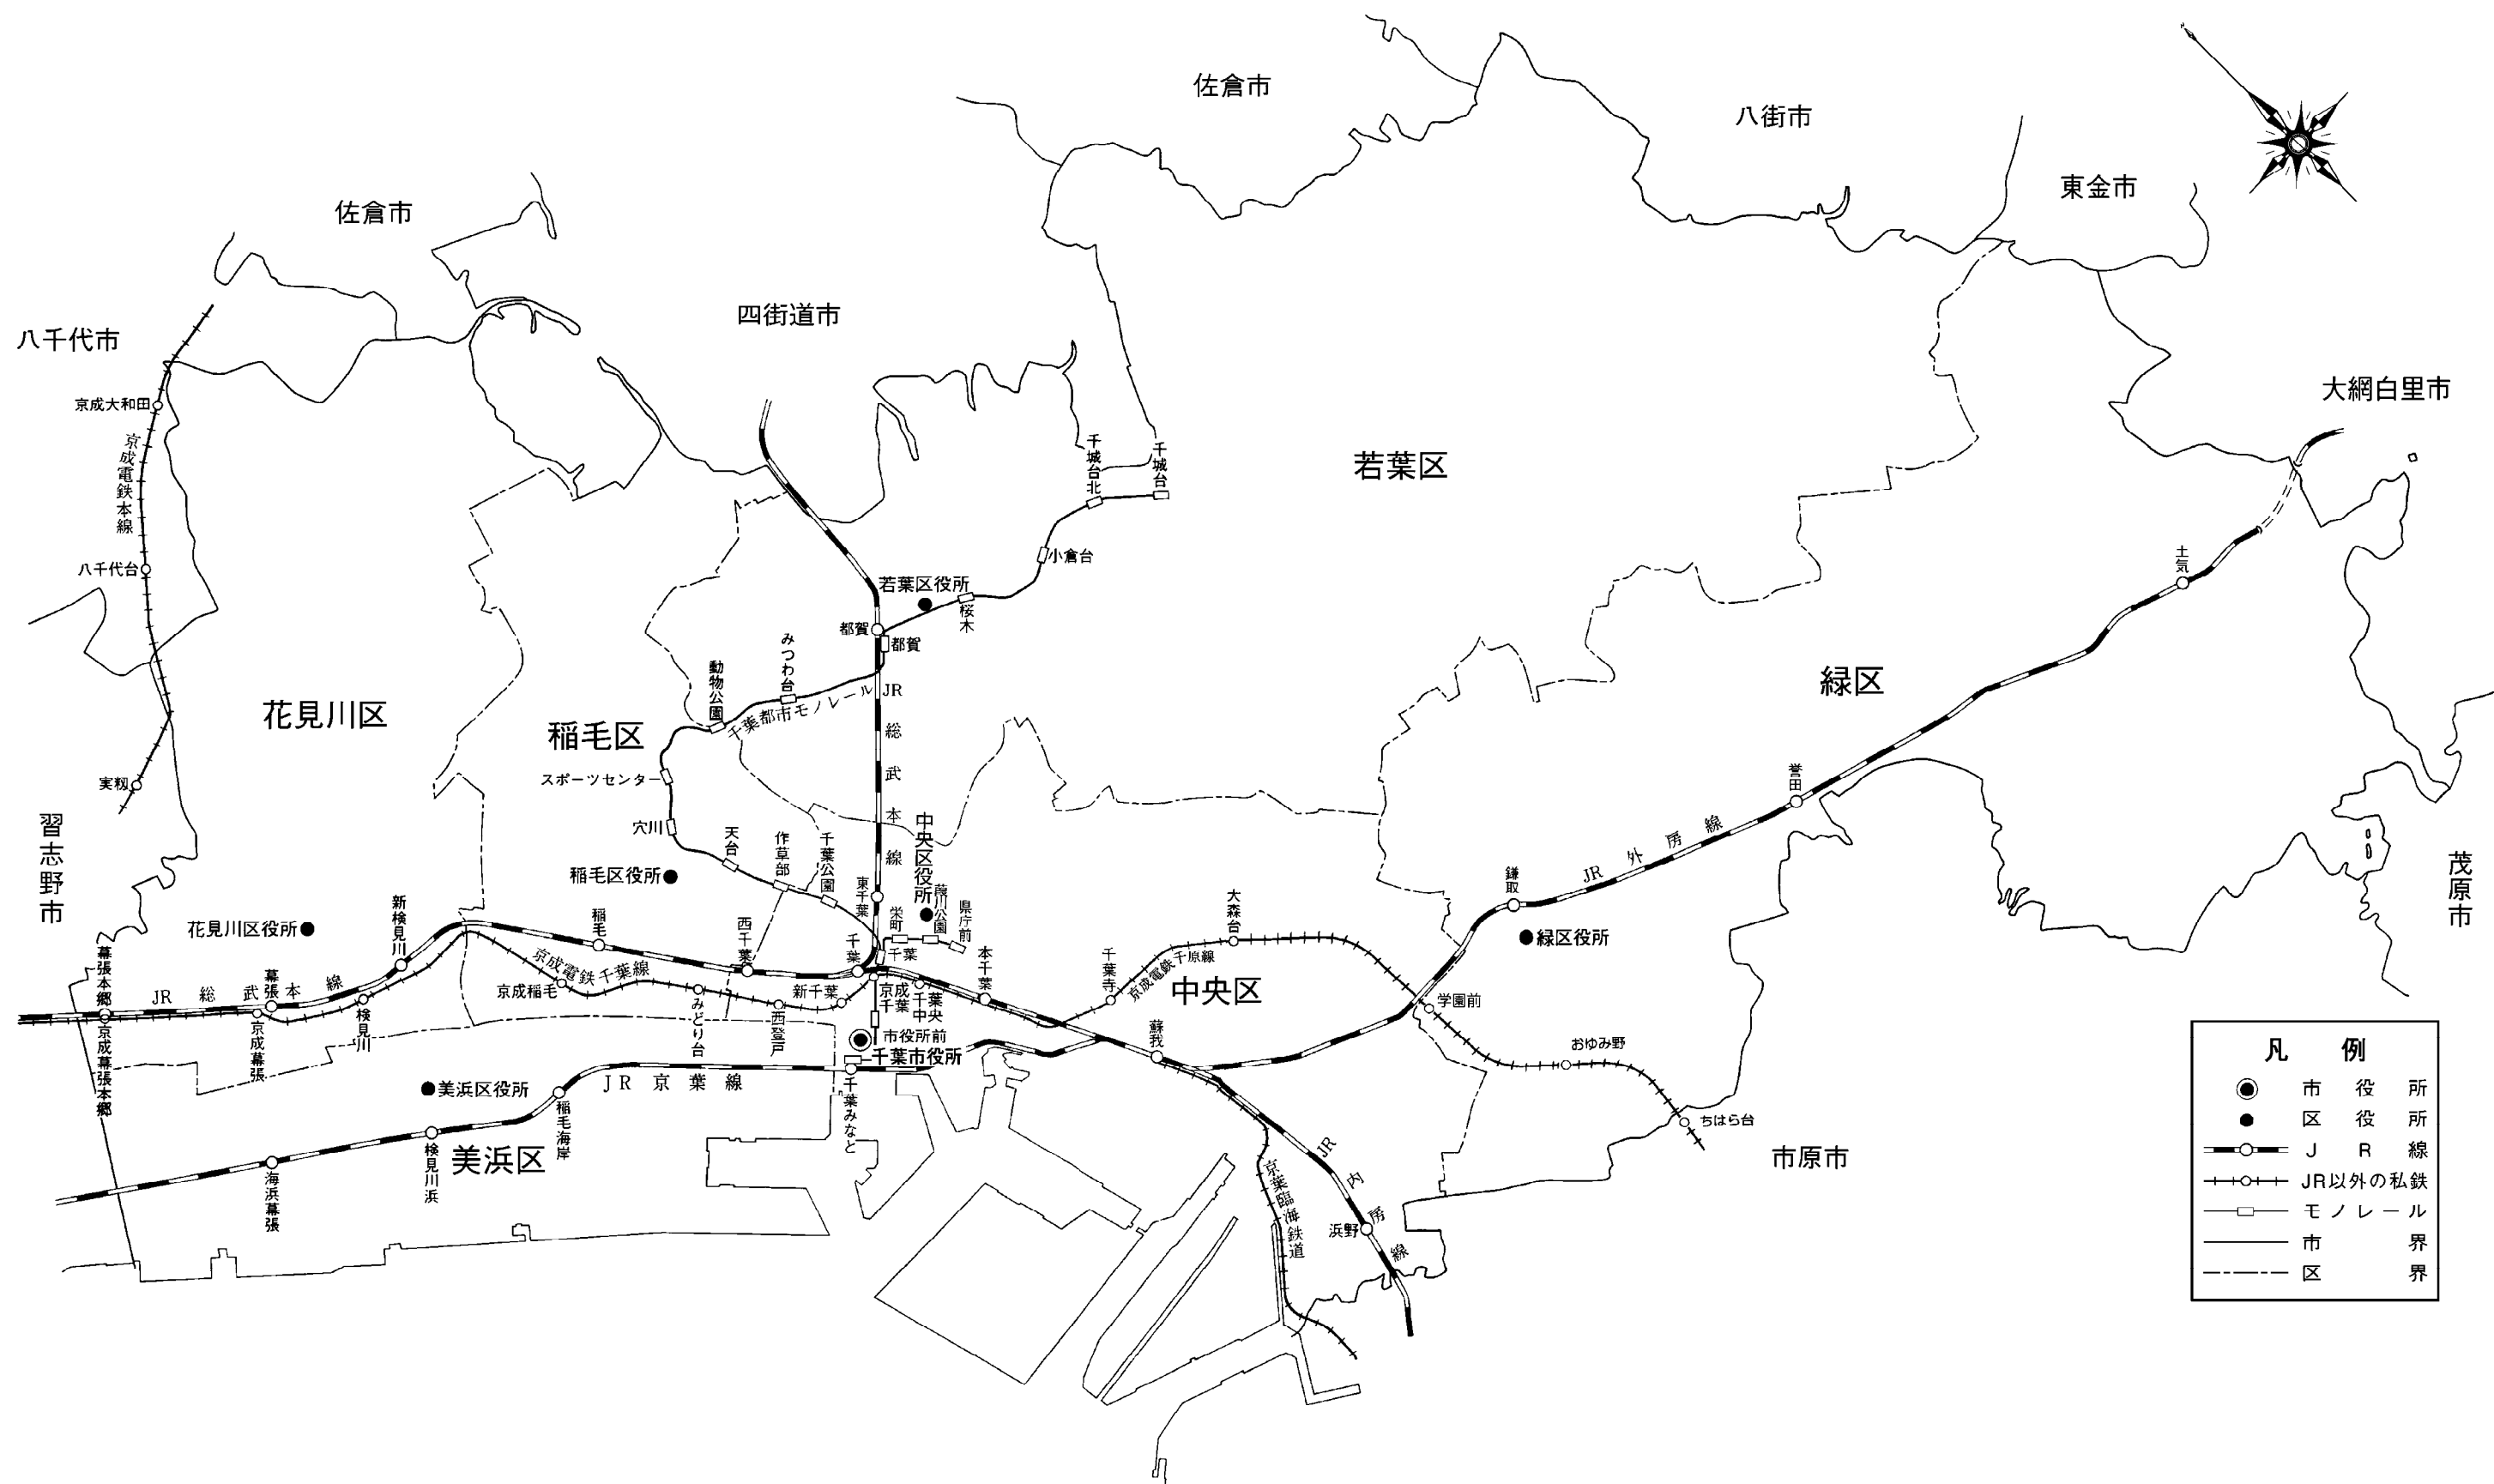 佐倉市
八街市
東金市
佐倉市
四街道市
八千代市
大網白里市
京成大和田
京成電鉄本線
千城台北
千城台
若葉区
八千代台
小倉台
土気
若葉区役所
桜木
都賀
都賀
みつわ台
動物公園
千葉都市モノレール
JR総武本線
緑区
花見川区
稲毛区
スポーツセンター
実籾
誉田
習志野市
穴川
天台
作草部
千葉公園
中央区役所
JR外房線
茂原市
稲毛区役所
東千葉
鎌取
新検見川
花見川区役所
稲毛
西千葉
千葉
栄町
葭川公園
県庁前
千葉
本千葉
大森台
千葉寺
京成電鉄千原線
緑区役所
幕張本郷
JR総武本線
幕張
京成電鉄千葉線
京成稲毛
新千葉
京成千葉
千葉中央
中央区
学園前
京成幕張本郷
京成幕張
検見川
みどり台
西登戸
市役所前
千葉市役所
蘇我
おゆみ野
美浜区役所
JR京葉線
稲毛海岸
千葉みなと
ちはら台
美浜区
検見川浜
海浜幕張
市原市
京葉臨海鉄道
JR内房線
浜野
凡例
市役所
区役所
JR線
JR以外の私鉄
モノレール
市界
区界